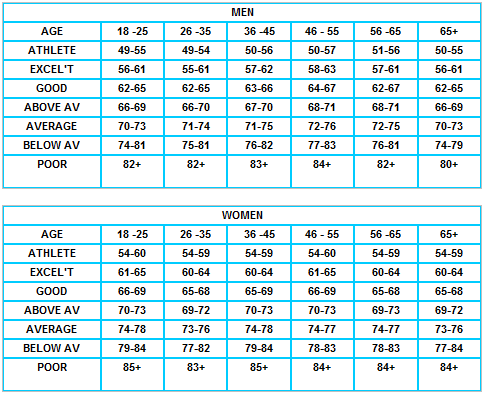 MEN
AGE 18 -25 26 -35 36 -45 46 - 55 56 -65 65+
ATHLETE 49-55 49-54 50-56 50-57 51-56 50-55
EXCEL'T 56-61 55-61 57-62 58-63 57-61 56-61
GOOD 62-65 62-65 63-66 64-67 62-67 62-65
ABOVE AV 66-69 66-70 67-70 68-71 68-71 66-69
AVERAGE 70-73 71-74 71-75 72-76 72-75 70-73
BELOW AV 74-81 75-81 76-82 77-83 76-81 74-79
POOR 82+ 82+ 83+ 84+ 82+ 80+
WOMEN
AGE 18 -25 26 -35 36 -45 46 - 55 56 -65 65+
ATHLETE 54-60 54-59 54-59 54-60 54-59 54-59
EXCEL'T 61-65 60-64 60-64 61-65 60-64 60-64
GOOD 66-69 65-68 65-69 66-69 65-68 65-68
ABOVE AV 70-73 69-72 70-73 70-73 69-73 69-72
AVERAGE 74-78 73-76 74-78 74-77 74-77 73-76
BELOW AV 79-84 77-82 79-84 78-83 78-83 77-84
POOR 85+ 83+ 85+ 84+ 84+ 84+